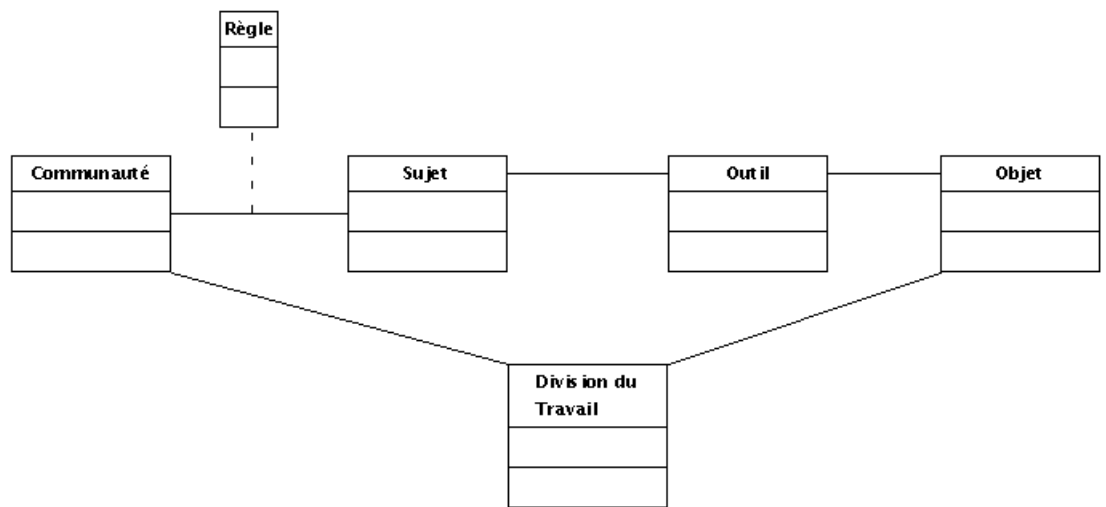 Règle
Communauté
Sujet
Outil
Objet
Division du
Travail